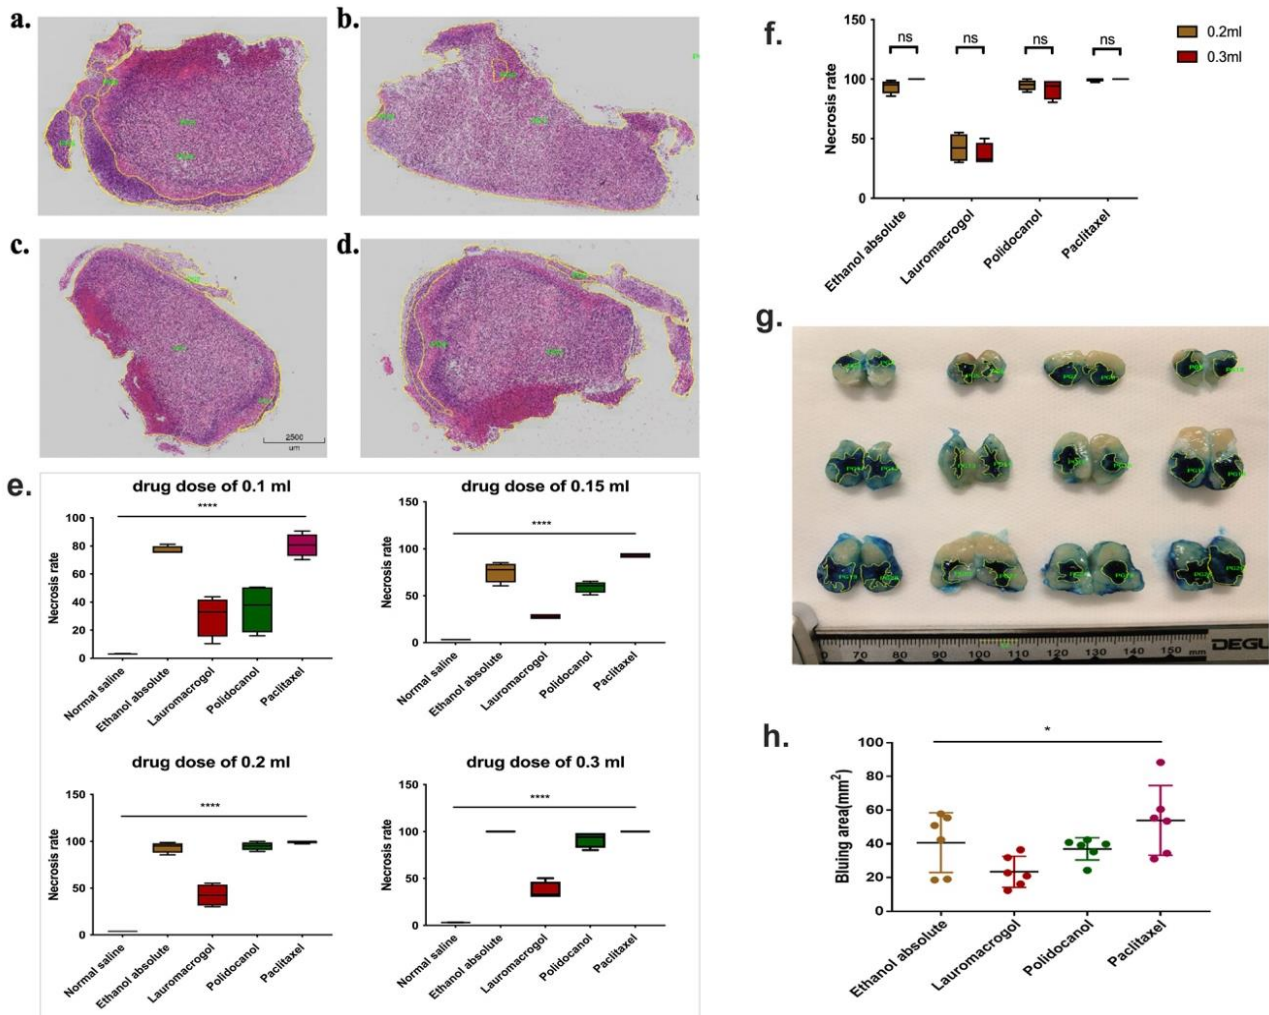 a.
b.
c.
d.
2500
um
e.
drug dose of 0.1 ml
****
Necrosis rate
100
80
60
40
20
0
Normal saline
Ethanol absolute
Lauromacrogol
Polidocanol
Paclitaxel
drug dose of 0.15 ml
****
Necrosis rate
150
100
50
0
Normal saline
Ethanol absolute
Lauromacrogol
Polidocanol
Paclitaxel
drug dose of 0.2 ml
****
Necrosis rate
150
100
50
0
Normal saline
Ethanol absolute
Lauromacrogol
Polidocanol
Paclitaxel
drug dose of 0.3 ml
****
Necrosis rate
150
100
50
0
Normal saline
Ethanol absolute
Lauromacrogol
Polidocanol
Paclitaxel
f.
Necrosis rate
150
100
50
0
ns
ns
ns
ns
0.2ml
0.3ml
Ethanol absolute
Lauromacrogol
Polidocanol
Paclitaxel
g.
70 80 90 100 110 120 130 140 150 mm
DEGL
h.
*
Bluing area(mm²)
100
80
60
40
20
0
Ethanol absolute
Lauromacrogol
Polidocanol
Paclitaxel